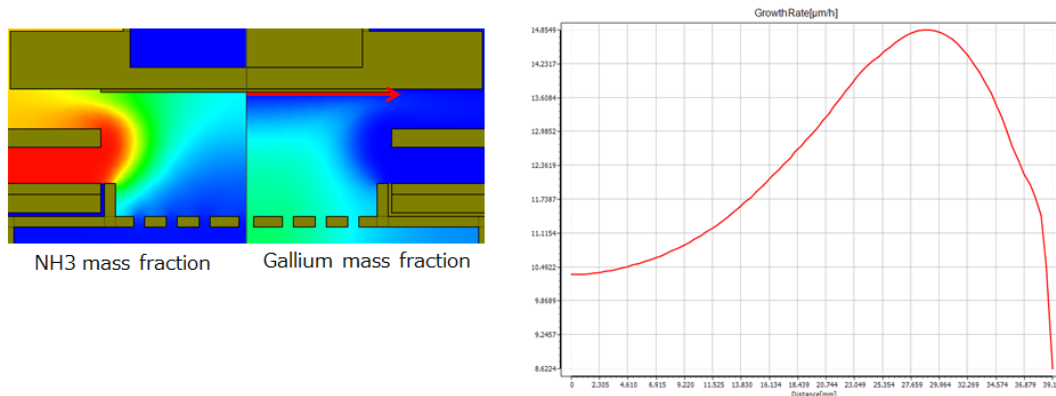 NH3 mass fraction
Gallium mass fraction
GrowthRate[μm/h]
14.8549
14.2317
13.6084
12.9852
12.3619
11.7387
11.1154
10.4922
9.8689
9.2457
8.6224
0 2.305 4.610 6.915 9.220 11.525 13.830 16.134 18.439 20.744 23.049 25.354 27.659 29.964 32.269 34.574 36.879
Distance[mm]